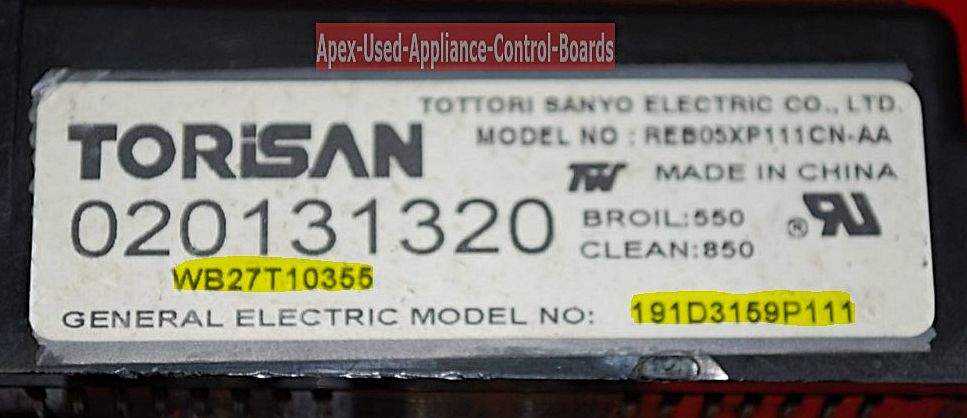 Apex-Used-Appliance-Control-Boards
TOTTORI SANYO ELECTRIC CO., LTD.
TORiSAN
MODEL NO : REB05XP111CN-AA
MADE IN CHINA
020131320
BROIL:550
CLEAN:850
WB27T10355
GENERAL ELECTRIC MODEL NO: 191D3159P111